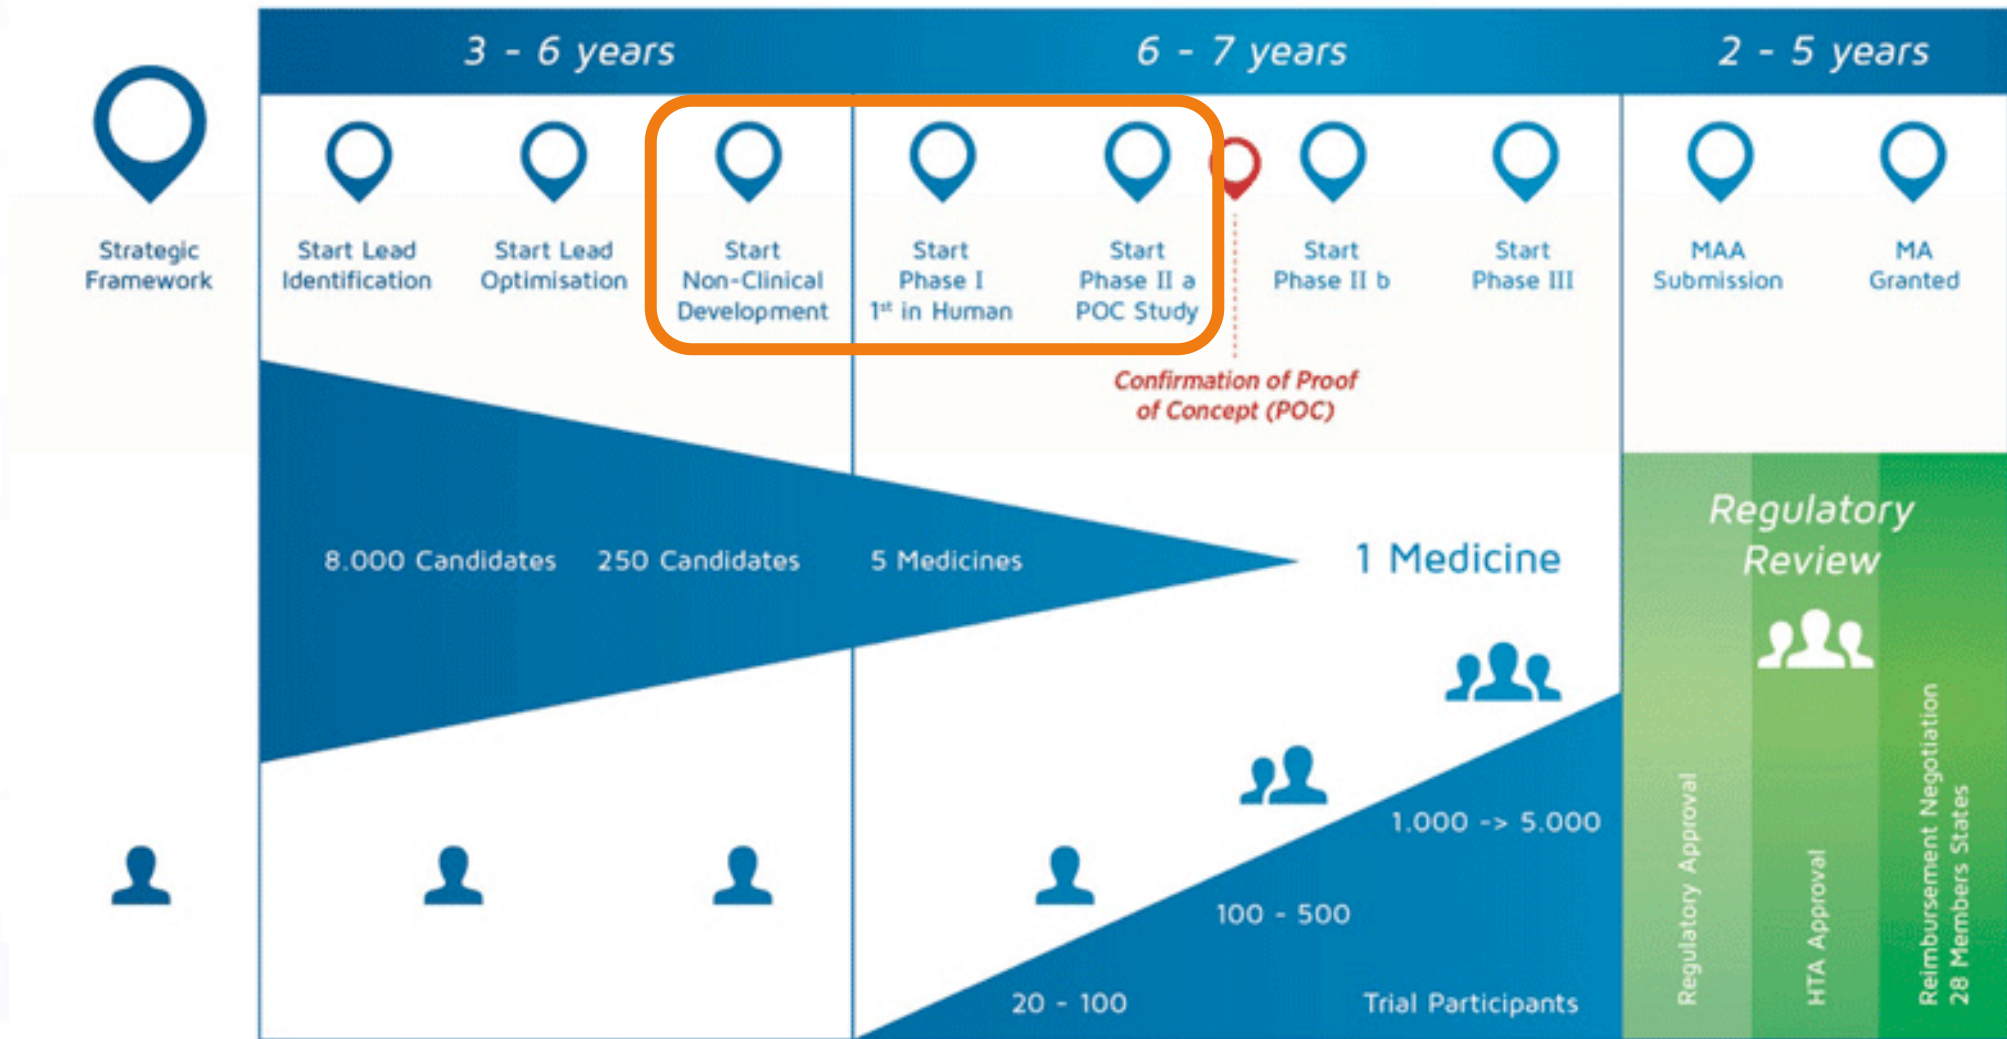 3 - 6 years
6 - 7 years
2 - 5 years
Strategic
Framework
Start Lead
Identification
Start Lead
Optimisation
Start
Non-Clinical
Development
Start
Phase I
1st in Human
Start
Phase II a
POC Study
Start
Phase II b
Start
Phase III
MAA
Submission
MA
Granted
Confirmation of Proof
of Concept (POC)
8.000 Candidates
250 Candidates
5 Medicines
1 Medicine
Regulatory
Review
1.000 -> 5.000
100 - 500
20 - 100
Trial Participants
Regulatory Approval
HTA Approval
Reimbursement Negotiation
28 Members States